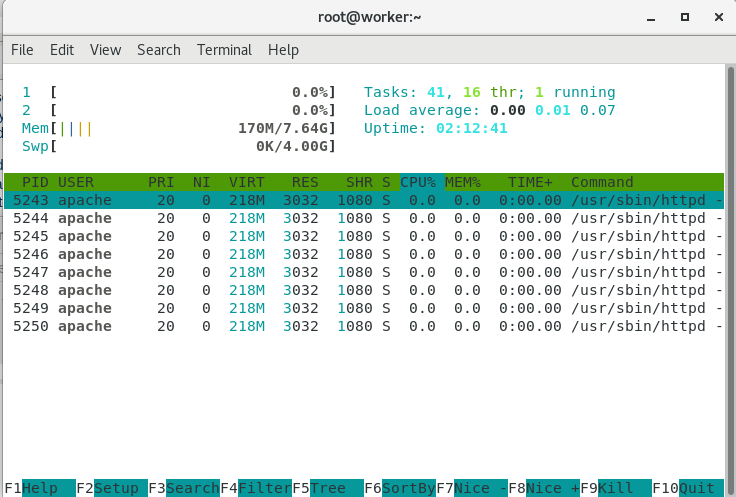 root@worker:~
File Edit View Search Terminal Help
1 [ 0.0%] Tasks: 41, 16 thr; 1 running
2 [ 0.0%] Load average: 0.00 0.01 0.07
Mem[|||| 170M/7.64G] Uptime: 02:12:41
Swp[ 0K/4.00G]
PID USER PRI NI VIRT RES SHR S CPU% MEM% TIME+ Command
5243 apache 20 0 218M 3032 1080 S 0.0 0.0 0:00.00 /usr/sbin/httpd -
5244 apache 20 0 218M 3032 1080 S 0.0 0.0 0:00.00 /usr/sbin/httpd -
5245 apache 20 0 218M 3032 1080 S 0.0 0.0 0:00.00 /usr/sbin/httpd -
5246 apache 20 0 218M 3032 1080 S 0.0 0.0 0:00.00 /usr/sbin/httpd -
5247 apache 20 0 218M 3032 1080 S 0.0 0.0 0:00.00 /usr/sbin/httpd -
5248 apache 20 0 218M 3032 1080 S 0.0 0.0 0:00.00 /usr/sbin/httpd -
5249 apache 20 0 218M 3032 1080 S 0.0 0.0 0:00.00 /usr/sbin/httpd -
5250 apache 20 0 218M 3032 1080 S 0.0 0.0 0:00.00 /usr/sbin/httpd -
F1Help F2Setup F3SearchF4FilterF5Tree F6SortByF7Nice -F8Nice +F9Kill F10Quit